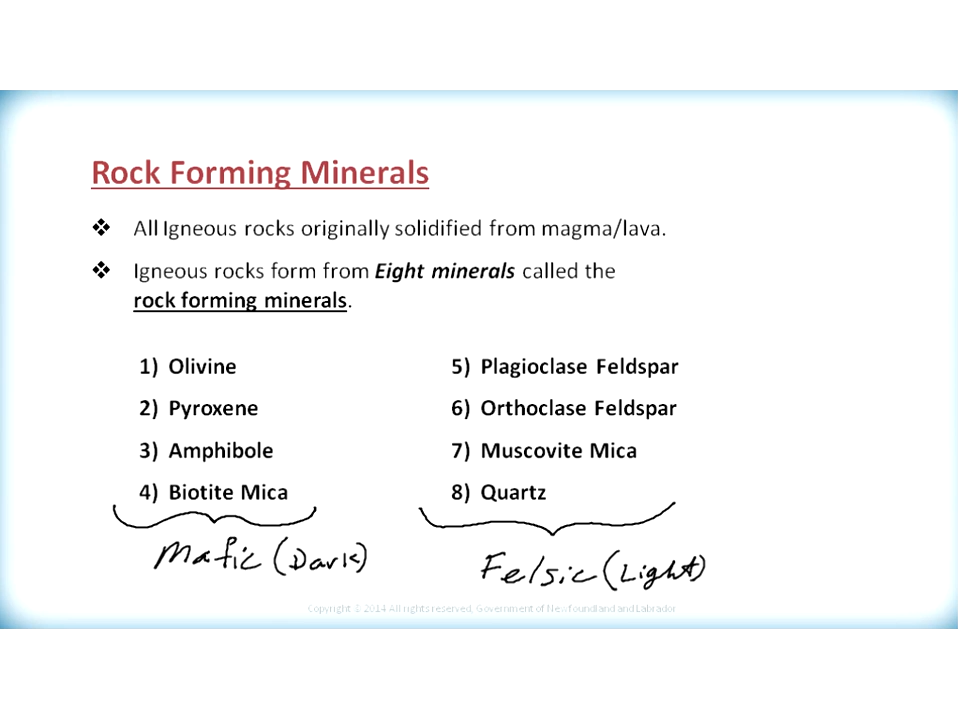 Rock Forming Minerals
❖ All Igneous rocks originally solidified from magma/lava.
❖ Igneous rocks form from Eight minerals called the
rock forming minerals.
1) Olivine
2) Pyroxene
3) Amphibole
4) Biotite Mica
5) Plagioclase Feldspar
6) Orthoclase Feldspar
7) Muscovite Mica
8) Quartz
Mafic (Dark)
Felsic (Light)
Copyright © 2014 All rights reserved, Government of Newfoundland and Labrador